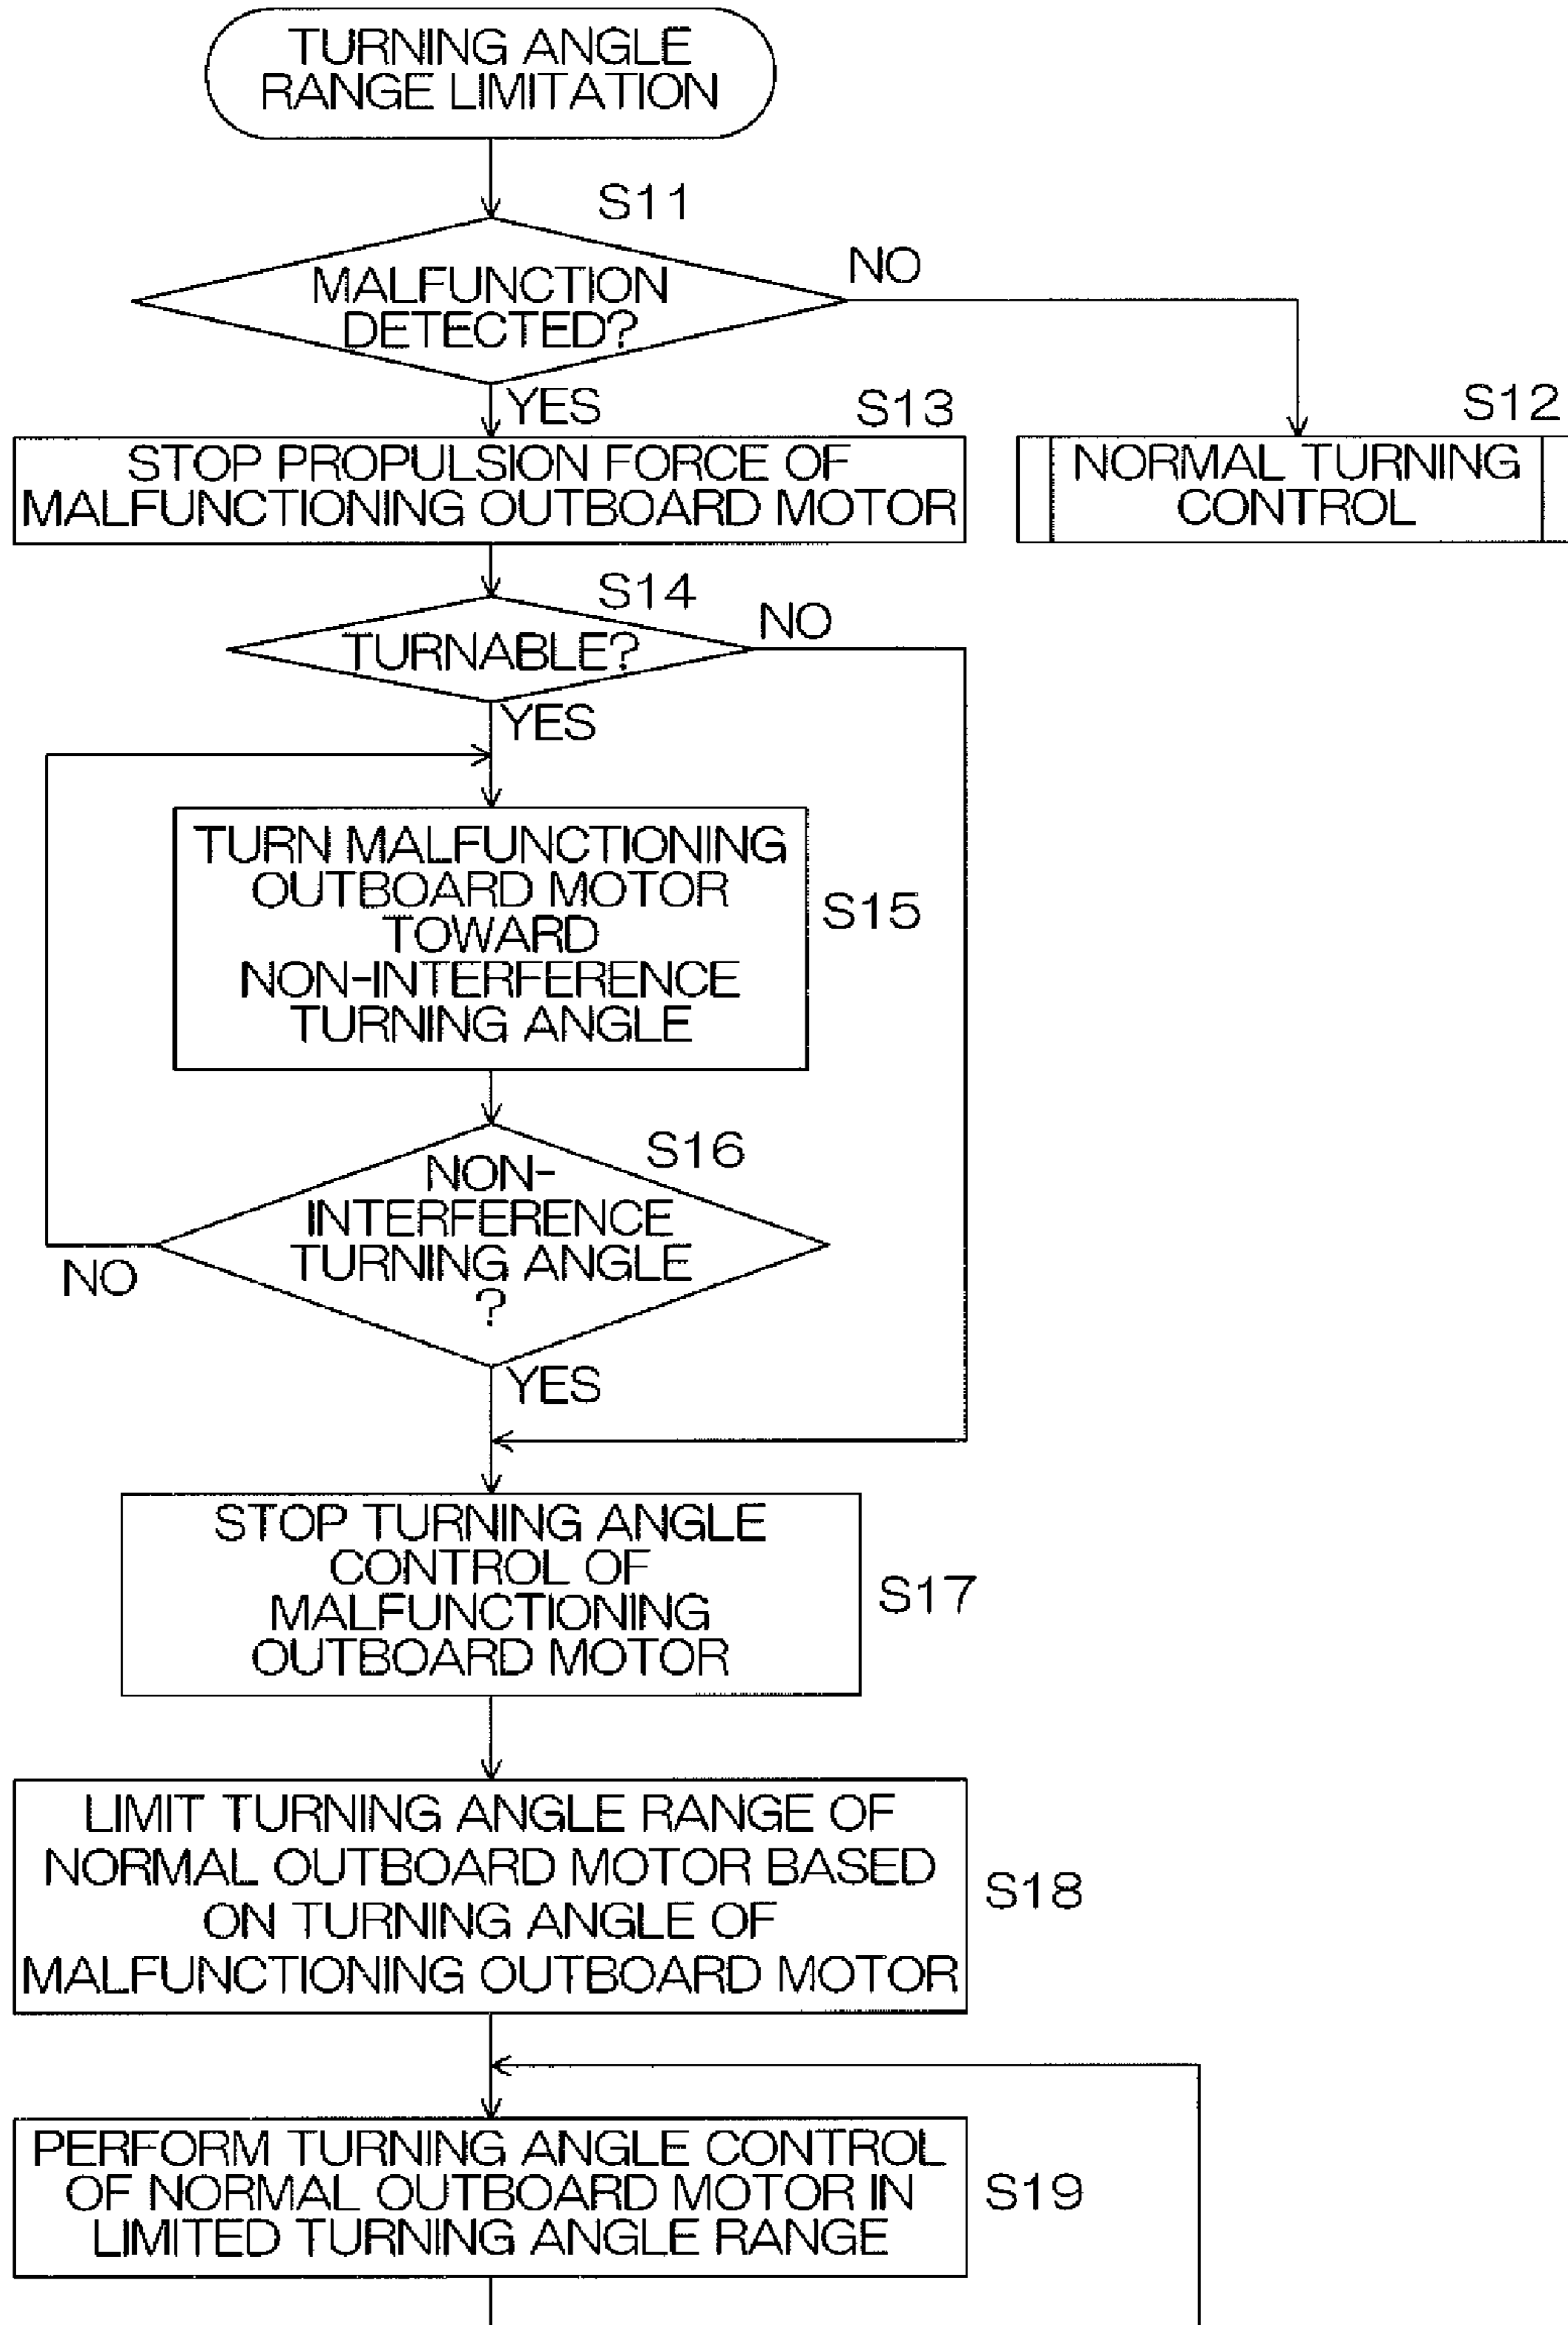 TURNING ANGLE
RANGE LIMITATION
S11
MALFUNCTION
DETECTED?
NO
YES
S13
STOP PROPULSION FORCE OF
MALFUNCTIONING OUTBOARD MOTOR
S12
NORMAL TURNING
CONTROL
S14
TURNABLE?
NO
YES
TURN MALFUNCTIONING
OUTBOARD MOTOR
TOWARD
NON-INTERFERENCE
TURNING ANGLE
S15
S16
NON-
INTERFERENCE
TURNING ANGLE
?
NO
YES
STOP TURNING ANGLE
CONTROL OF
MALFUNCTIONING
OUTBOARD MOTOR
S17
LIMIT TURNING ANGLE RANGE OF
NORMAL OUTBOARD MOTOR BASED
ON TURNING ANGLE OF
MALFUNCTIONING OUTBOARD MOTOR
S18
PERFORM TURNING ANGLE CONTROL
OF NORMAL OUTBOARD MOTOR IN
LIMITED TURNING ANGLE RANGE
S19